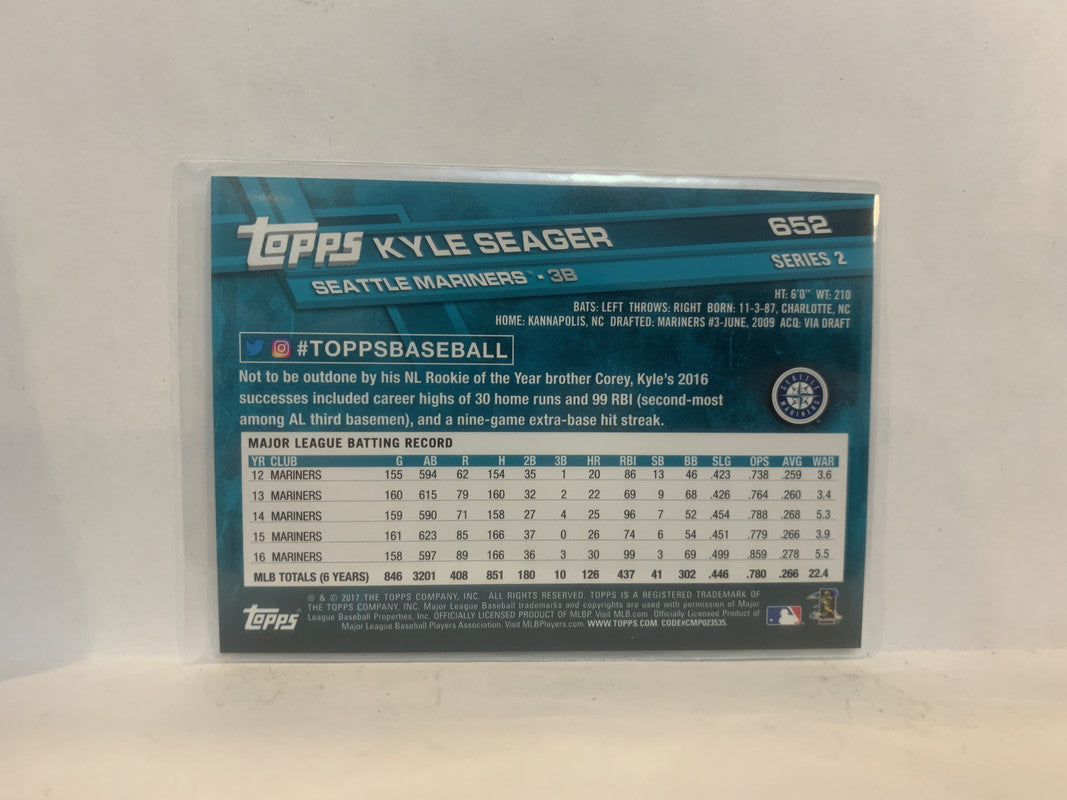 topps KYLE SEAGER 652
SEATTLE MARINERS™ • 3B SERIES 2
HT: 6'0" WT: 210
BATS: LEFT THROWS: RIGHT BORN: 11-3-87, CHARLOTTE, NC
HOME: KANNAPOLIS, NC DRAFTED: MARINERS #3-JUNE, 2009 ACQ: VIA DRAFT
#TOPPSBASEBALL
Not to be outdone by his NL Rookie of the Year brother Corey, Kyle's 2016
successes included career highs of 30 home runs and 99 RBI (second-most
among AL third basemen), and a nine-game extra-base hit streak.
SEATTLE MARINERS
MAJOR LEAGUE BATTING RECORD
YR CLUB G AB R H 2B 3B HR RBI SB BB SLG OPS AVG WAR
12 MARINERS 155 594 62 154 35 1 20 86 13 46 .423 .738 .259 3.6
13 MARINERS 160 615 79 160 32 2 22 69 9 68 .426 .764 .260 3.4
14 MARINERS 159 590 71 158 27 4 25 96 7 52 .454 .788 .268 5.3
15 MARINERS 161 623 85 166 37 0 26 74 6 54 .451 .779 .266 3.9
16 MARINERS 158 597 89 166 36 3 30 99 3 69 .499 .859 .278 5.5
MLB TOTALS (6 YEARS) 846 3201 408 851 180 10 126 437 41 302 .446 .780 .266 22.4
topps
® & © 2017 THE TOPPS COMPANY, INC. ALL RIGHTS RESERVED. TOPPS IS A REGISTERED TRADEMARK OF
THE TOPPS COMPANY, INC. Major League Baseball trademarks and copyrights are used with permission of Major
League Baseball Properties, Inc. OFFICIALLY LICENSED PRODUCT OF MLBP Visit MLB.com Officially Licensed Product of
Major League Baseball Players Association. Visit MLBPlayers.com. WWW.TOPPS.COM. CODE#CMP023535.